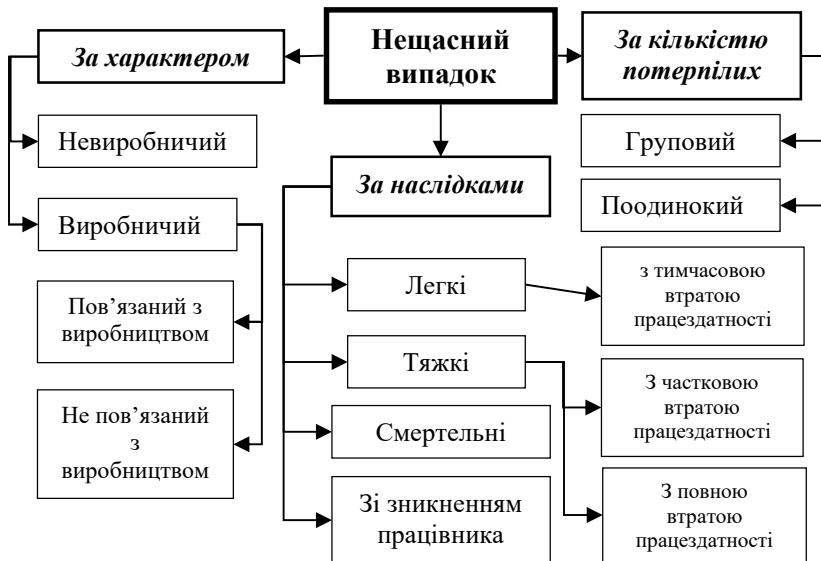 Нещасний
випадок
За характером
Невиробничий
Виробничий
Пов’язаний з
виробництвом
Не пов’язаний
з
виробництвом
За наслідками
Легкі
з тимчасовою
втратою
працездатності
Тяжкі
З частковою
втратою
працездатності
З повною
втратою
працездатності
Смертельні
Зі зникненням
працівника
За кількістю
потерпілих
Груповий
Поодинокий